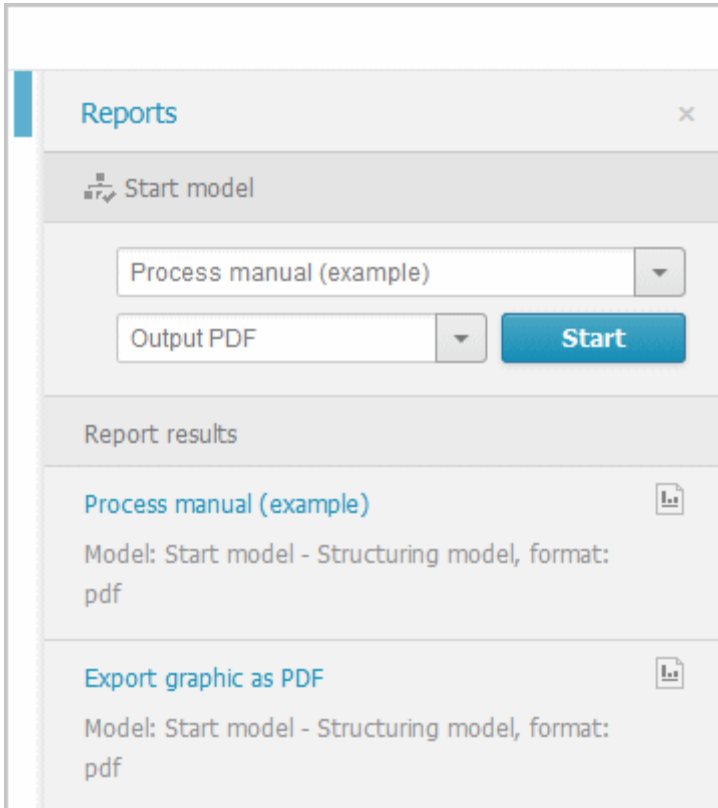 Reports
Start model
Process manual (example)
Output PDF
Start
Report results
Process manual (example)
Model: Start model - Structuring model, format:
pdf
Export graphic as PDF
Model: Start model - Structuring model, format:
pdf